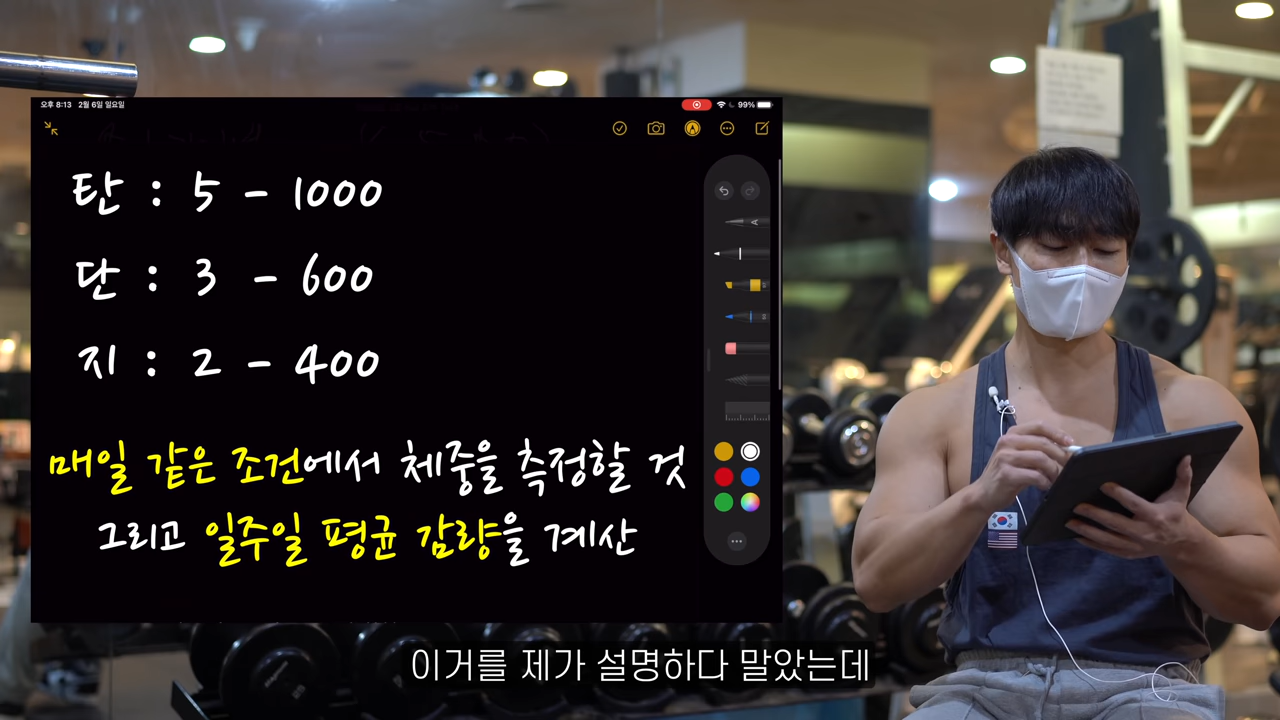 오후 8:13 2월 6일 일요일
99%
탄 : 5 - 1000
단 : 3 - 600
지 : 2 - 400
매일 같은 조건에서 체중을 측정할 것
그리고 일주일 평균 감량을 계산
이거를 제가 설명하다 말았는데